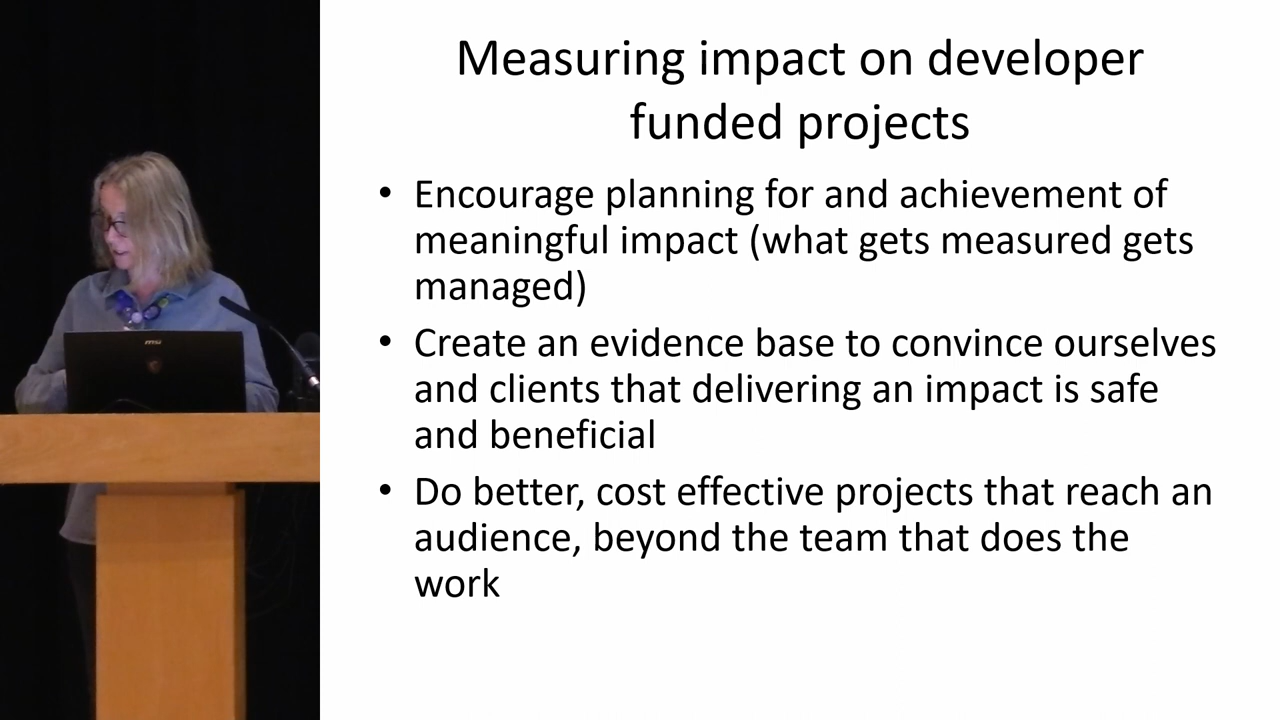 Measuring impact on developer
funded projects
• Encourage planning for and achievement of
meaningful impact (what gets measured gets
managed)
• Create an evidence base to convince ourselves
and clients that delivering an impact is safe
and beneficial
• Do better, cost effective projects that reach an
audience, beyond the team that does the
work
msi